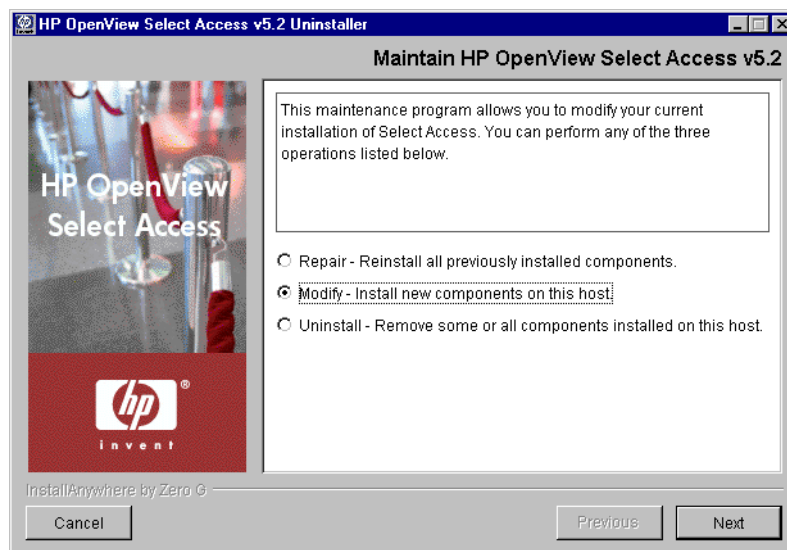 HP OpenView Select Access v5.2 Uninstaller
Maintain HP OpenView Select Access v5.2
This maintenance program allows you to modify your current
installation of Select Access. You can perform any of the three
operations listed below.
HP OpenView
Select Access
Repair - Reinstall all previously installed components.
Modify - Install new components on this host.
Uninstall - Remove some or all components installed on this host.
hp
®
invent
InstallAnywhere by Zero G
Cancel
Previous
Next